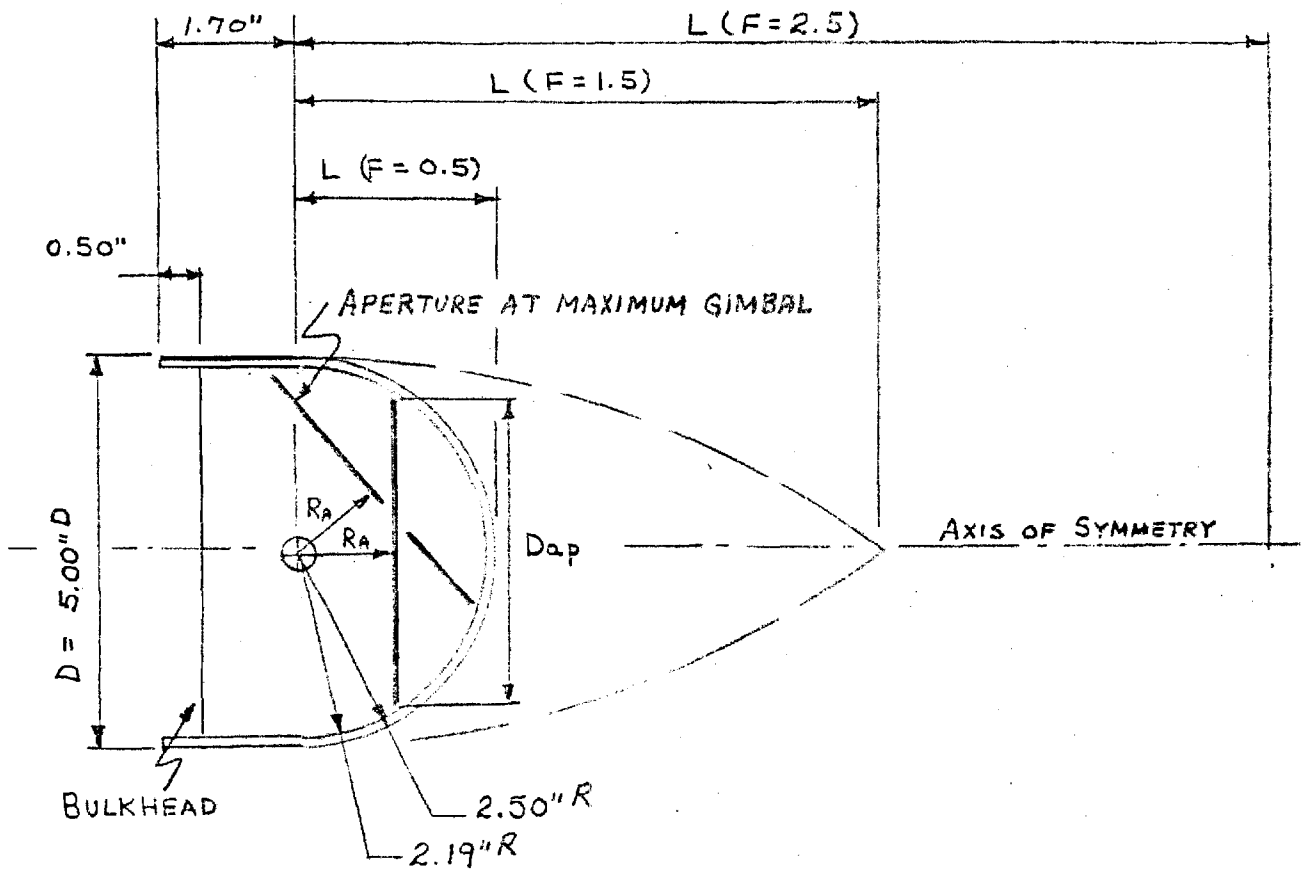 1.70"
L (F=2.5)
L (F=1.5)
L (F=0.5)
0.50"
APERTURE AT MAXIMUM GIMBAL
RA
RA
Dap
AXIS OF SYMMETRY
D = 5.00"D
BULKHEAD
2.50"R
2.19"R